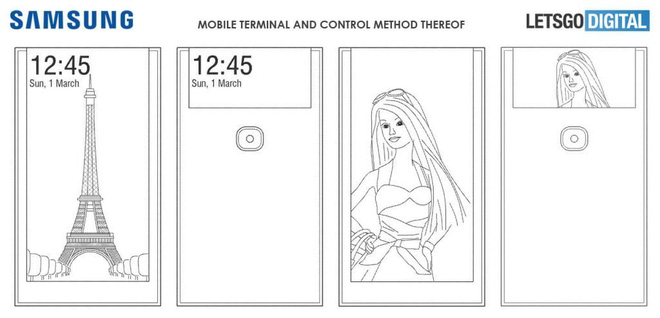 SAMSUNG
MOBILE TERMINAL AND CONTROL METHOD THEREOF
LETSGO DIGITAL
12:45
Sun, 1 March
12:45
Sun, 1 March